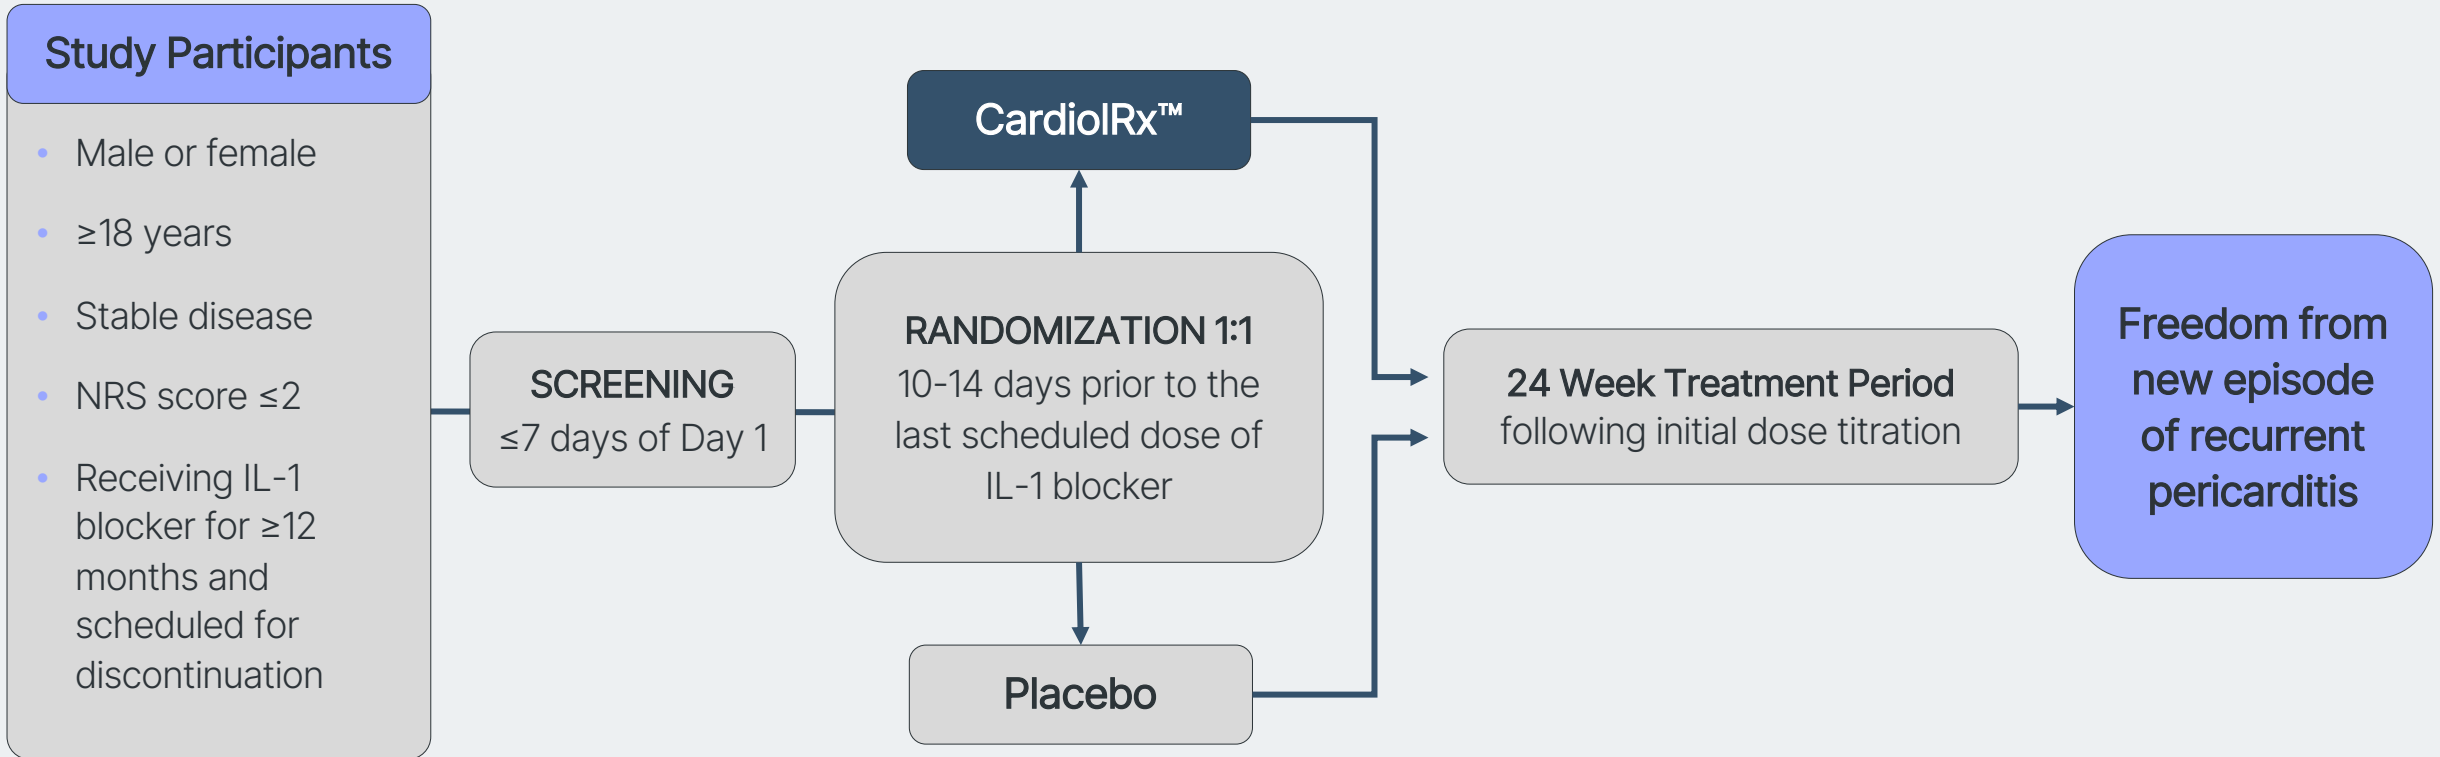 Study Participants
• Male or female
• ≥18 years
• Stable disease
• NRS score ≤2
• Receiving IL-1
blocker for ≥12
months and
scheduled for
discontinuation
SCREENING
≤7 days of Day 1
CardiolRx™
RANDOMIZATION 1:1
10-14 days prior to the
last scheduled dose of
IL-1 blocker
Placebo
24 Week Treatment Period
following initial dose titration
Freedom from
new episode
of recurrent
pericarditis